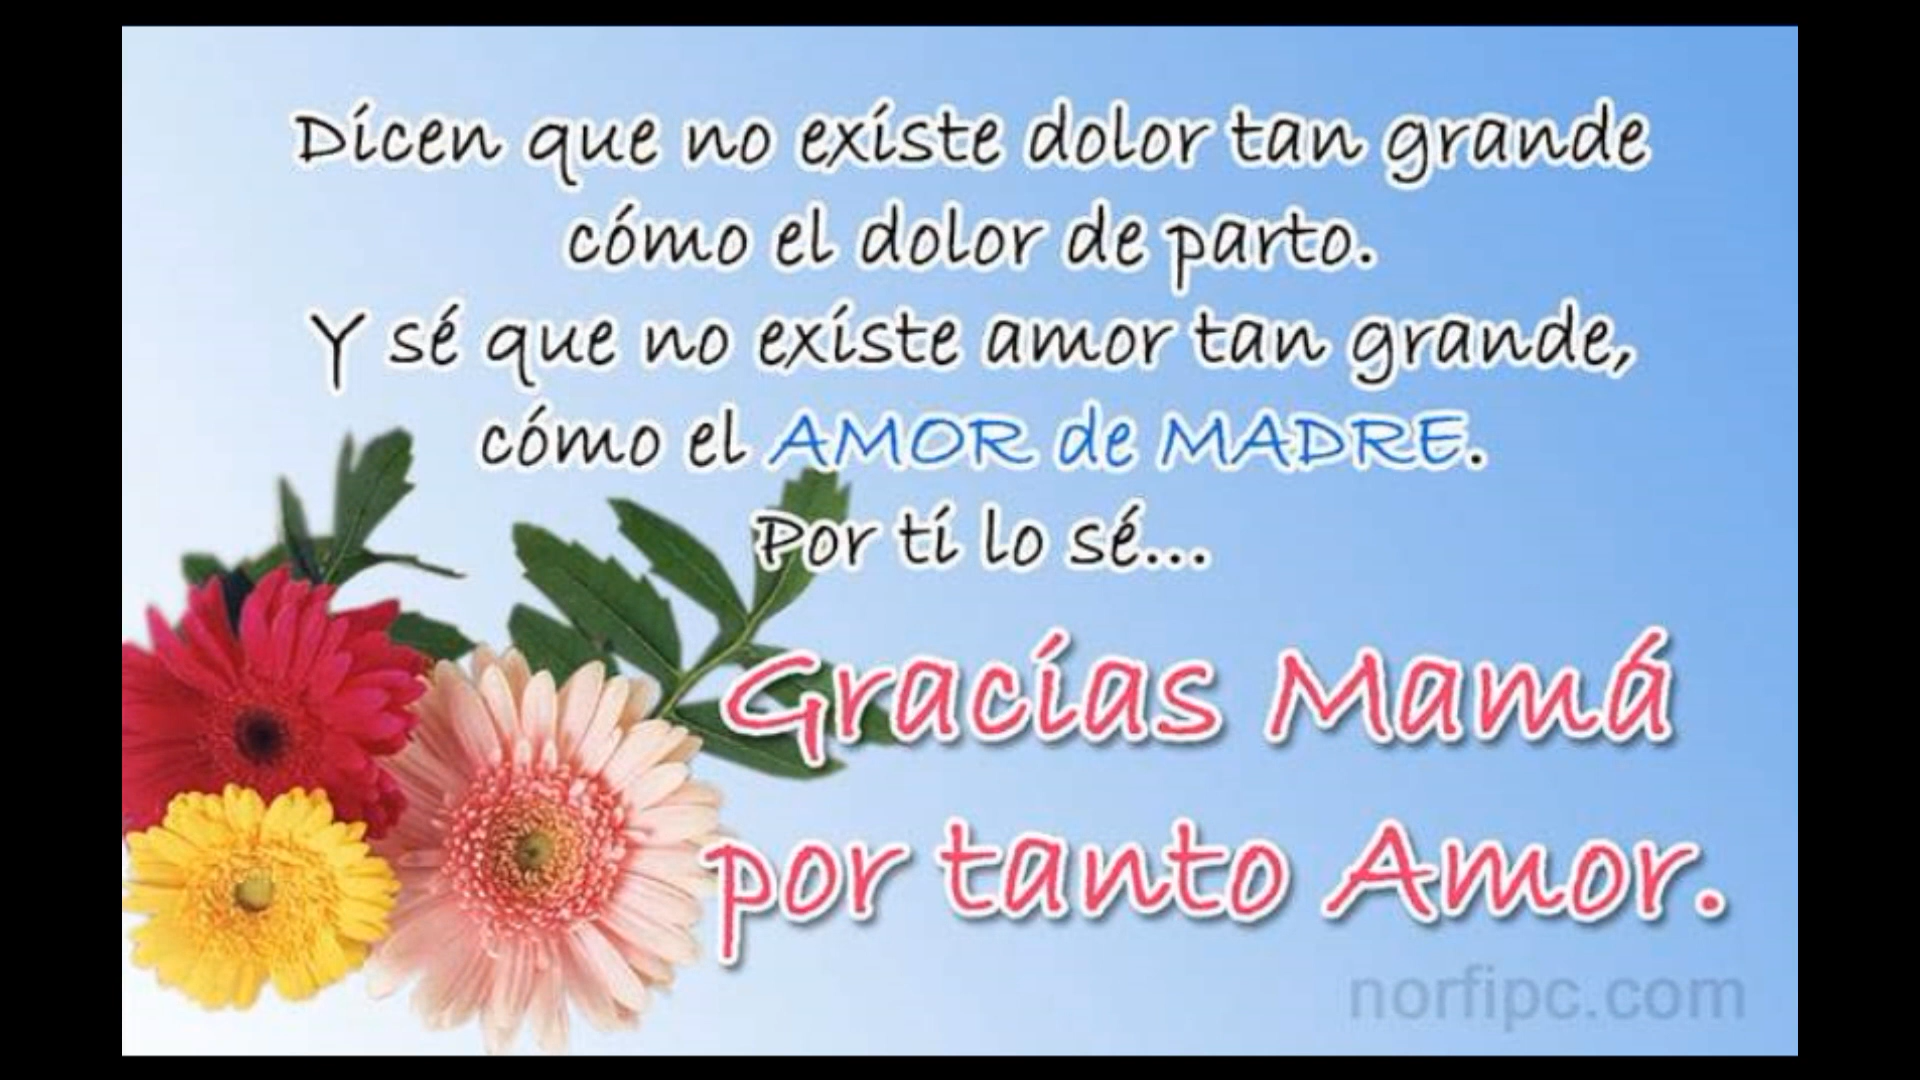 Dicen que no existe dolor tan grande
cómo el dolor de parto.
Y sé que no existe amor tan grande,
cómo el AMOR de MADRE.
Por tí lo sé...
Gracias Mamá
por tanto Amor.
norfipc.com